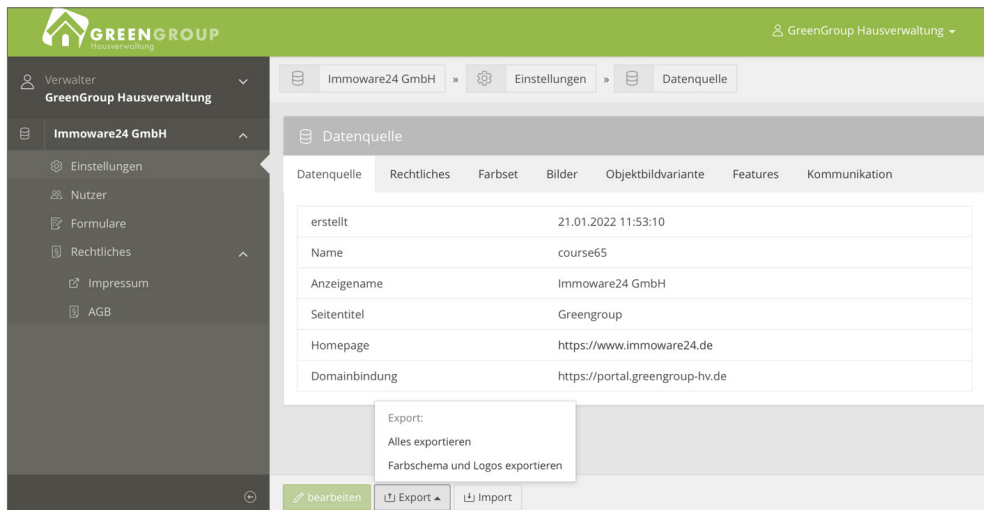 GREENGROUP
Hausverwaltung
GreenGroup Hausverwaltung
Verwalter
GreenGroup Hausverwaltung
Immoware24 GmbH
Einstellungen
Nutzer
Formulare
Rechtliches
Impressum
AGB
Immoware24 GmbH » Einstellungen » Datenquelle
Datenquelle
Datenquelle Rechtliches Farbset Bilder Objektbildvariante Features Kommunikation
erstellt 21.01.2022 11:53:10
Name course65
Anzeigename Immoware24 GmbH
Seitentitel Greengroup
Homepage https://www.immoware24.de
Domainbindung https://portal.greengroup-hv.de
Export:
Alles exportieren
Farbschema und Logos exportieren
bearbeiten Export Import